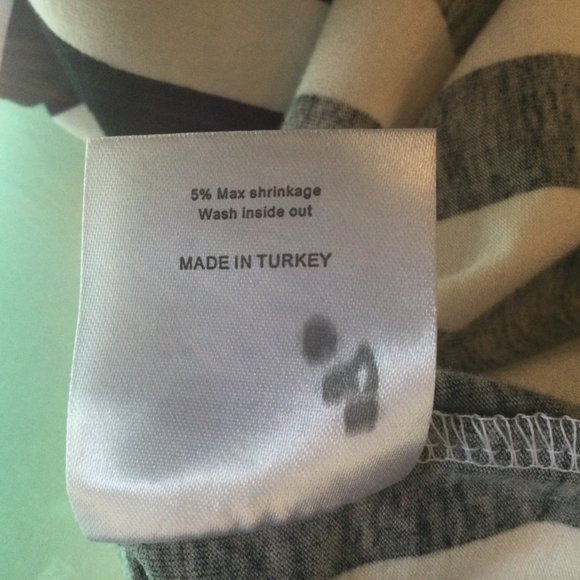 5% Max shrinkage
Wash inside out
MADE IN TURKEY